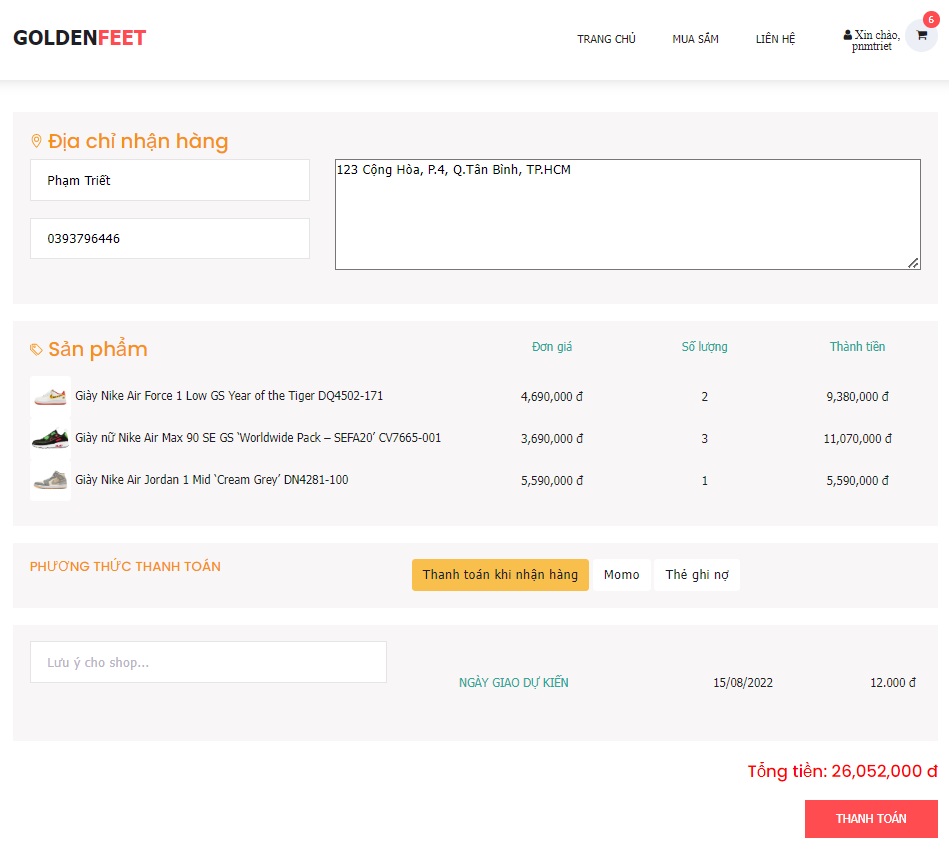 GOLDENFEET
TRANG CHỦ MUA SẮM LIÊN HỆ Xin chào, 6
pnmtriet
Địa chỉ nhận hàng
Phạm Triết
0393796446
123 Cộng Hòa, P.4, Q.Tân Bình, TP.HCM
Sản phẩm Đơn giá Số lượng Thành tiền
Giày Nike Air Force 1 Low GS Year of the Tiger DQ4502-171 4,690,000 đ 2 9,380,000 đ
Giày nữ Nike Air Max 90 SE GS ‘Worldwide Pack – SEFA20’ CV7665-001 3,690,000 đ 3 11,070,000 đ
Giày Nike Air Jordan 1 Mid ‘Cream Grey’ DN4281-100 5,590,000 đ 1 5,590,000 đ
PHƯƠNG THỨC THANH TOÁN Thanh toán khi nhận hàng Momo Thẻ ghi nợ
Lưu ý cho shop...
NGÀY GIAO DỰ KIẾN 15/08/2022 12.000 đ
Tổng tiền: 26,052,000 đ
THANH TOÁN